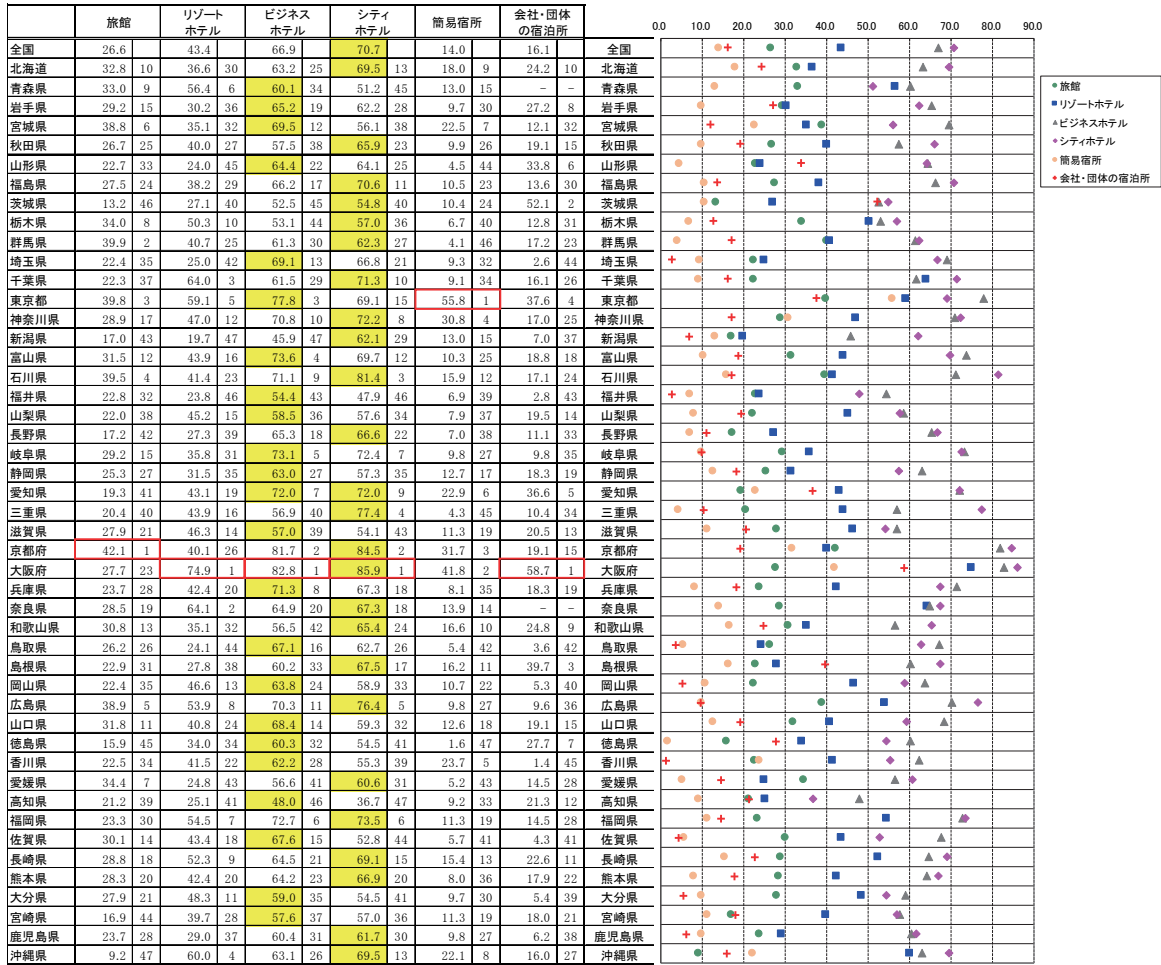 旅館 リゾートホテル ビジネスホテル シティホテル 簡易宿所 会社・団体の宿泊所
0.0 10.0 20.0 30.0 40.0 50.0 60.0 70.0 80.0 90.0
全国 26.6 43.4 66.9 70.7 14.0 16.1 全国
北海道 32.8 10 36.6 30 63.2 25 69.5 13 18.0 9 24.2 10 北海道
青森県 33.0 9 56.4 6 60.1 34 51.2 45 13.0 15 - - 青森県
岩手県 29.2 15 30.2 36 65.2 19 62.2 28 9.7 30 27.2 8 岩手県
宮城県 38.8 6 35.1 32 69.5 12 56.1 38 22.5 7 12.1 32 宮城県
秋田県 26.7 25 40.0 27 57.5 38 65.9 23 9.9 26 19.1 15 秋田県
山形県 22.7 33 24.0 45 64.4 22 64.1 25 4.5 44 33.8 6 山形県
福島県 27.5 24 38.2 29 66.2 17 70.6 11 10.5 23 13.6 30 福島県
茨城県 13.2 46 27.1 40 52.5 45 54.8 40 10.4 24 52.1 2 茨城県
栃木県 34.0 8 50.3 10 53.1 44 57.0 36 6.7 40 12.8 31 栃木県
群馬県 39.9 2 40.7 25 61.3 30 62.3 27 4.1 46 17.2 23 群馬県
埼玉県 22.4 35 25.0 42 69.1 13 66.8 21 9.3 32 2.6 44 埼玉県
千葉県 22.3 37 64.0 3 61.5 29 71.3 10 9.1 34 16.1 26 千葉県
東京都 39.8 3 59.1 5 77.8 3 69.1 15 55.8 1 37.6 4 東京都
神奈川県 28.9 17 47.0 12 70.8 10 72.2 8 30.8 4 17.0 25 神奈川県
新潟県 17.0 43 19.7 47 45.9 47 62.1 29 13.0 15 7.0 37 新潟県
富山県 31.5 12 43.9 16 73.6 4 69.7 12 10.3 25 18.8 18 富山県
石川県 39.5 4 41.4 23 71.1 9 81.4 3 15.9 12 17.1 24 石川県
福井県 22.8 32 23.8 46 54.4 43 47.9 46 6.9 39 2.8 43 福井県
山梨県 22.0 38 45.2 15 58.5 36 57.6 34 7.9 37 19.5 14 山梨県
長野県 17.2 42 27.3 39 65.3 18 66.6 22 7.0 38 11.1 33 長野県
岐阜県 29.2 15 35.8 31 73.1 5 72.4 7 9.8 27 9.8 35 岐阜県
静岡県 25.3 27 31.5 35 63.0 27 57.3 35 12.7 17 18.3 19 静岡県
愛知県 19.3 41 43.1 19 72.0 7 72.0 9 22.9 6 36.6 5 愛知県
三重県 20.4 40 43.9 16 56.9 40 77.4 4 4.3 45 10.4 34 三重県
滋賀県 27.9 21 46.3 14 57.0 39 54.1 43 11.3 19 20.5 13 滋賀県
京都府 42.1 1 40.1 26 81.7 2 84.5 2 31.7 3 19.1 15 京都府
大阪府 27.7 23 74.9 1 82.8 1 85.9 1 41.8 2 58.7 1 大阪府
兵庫県 23.7 28 42.4 20 71.3 8 67.3 18 8.1 35 18.3 19 兵庫県
奈良県 28.5 19 64.1 2 64.9 20 67.3 18 13.9 14 - - 奈良県
和歌山県 30.8 13 35.1 32 56.5 42 65.4 24 16.6 10 24.8 9 和歌山県
鳥取県 26.2 26 24.1 44 67.1 16 62.7 26 5.4 42 3.6 42 鳥取県
島根県 22.9 31 27.8 38 60.2 33 67.5 17 16.2 11 39.7 3 島根県
岡山県 22.4 35 46.6 13 63.8 24 58.9 33 10.7 22 5.3 40 岡山県
広島県 38.9 5 53.9 8 70.3 11 76.4 5 9.8 27 9.6 36 広島県
山口県 31.8 11 40.8 24 68.4 14 59.3 32 12.6 18 19.1 15 山口県
徳島県 15.9 45 34.0 34 60.3 32 54.5 41 1.6 47 27.7 7 徳島県
香川県 22.5 34 41.5 22 62.2 28 55.3 39 23.7 5 1.4 45 香川県
愛媛県 34.4 7 24.8 43 56.6 41 60.6 31 5.2 43 14.5 28 愛媛県
高知県 21.2 39 25.1 41 48.0 46 36.7 47 9.2 33 21.3 12 高知県
福岡県 23.3 30 54.5 7 72.7 6 73.5 6 11.3 19 14.5 28 福岡県
佐賀県 30.1 14 43.4 18 67.6 15 52.8 44 5.7 41 4.3 41 佐賀県
長崎県 28.8 18 52.3 9 64.5 21 69.1 15 15.4 13 22.6 11 長崎県
熊本県 28.3 20 42.4 20 64.2 23 66.9 20 8.0 36 17.9 22 熊本県
大分県 27.9 21 48.3 11 59.0 35 54.5 41 9.7 30 5.4 39 大分県
宮崎県 16.9 44 39.7 28 57.6 37 57.0 36 11.3 19 18.0 21 宮崎県
鹿児島県 23.7 28 29.0 37 60.4 31 61.7 30 9.8 27 6.2 38 鹿児島県
沖縄県 9.2 47 60.0 4 63.1 26 69.5 13 22.1 8 16.0 27 沖縄県
旅館
リゾートホテル
ビジネスホテル
シティホテル
簡易宿所
会社・団体の宿泊所